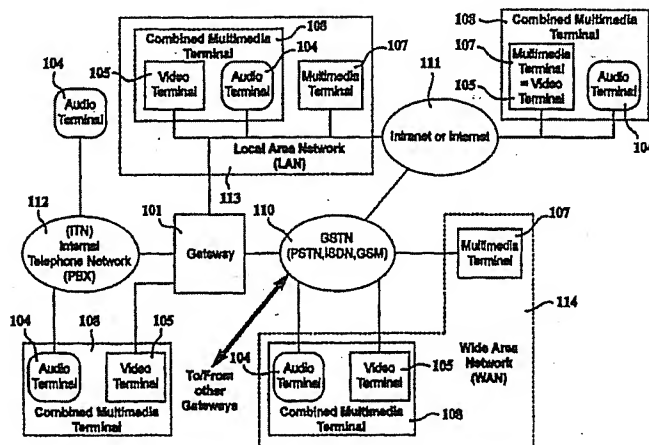 108
Combined Multimedia
Terminal
104
105
Video
Terminal
Audio
Terminal
107
Multimedia
Terminal
Local Area Network
(LAN)
113
104
Audio
Terminal
111
Intranet or Internet
108
Combined Multimedia
Terminal
107
Multimedia
Terminal
= Video
Terminal
105
Audio
Terminal
104
112
(ITN)
Internal
Telephone Network
(PBX)
101
Gateway
110
GSTN
(PSTN,ISDN,GSM)
107
Multimedia
Terminal
114
Wide Area
Network
(WAN)
104
108
105
Audio
Terminal
Video
Terminal
Combined Multimedia
Terminal
To/From
other
Gateways
104
Audio
Terminal
Video
Terminal
105
Combined Multimedia
Terminal
108